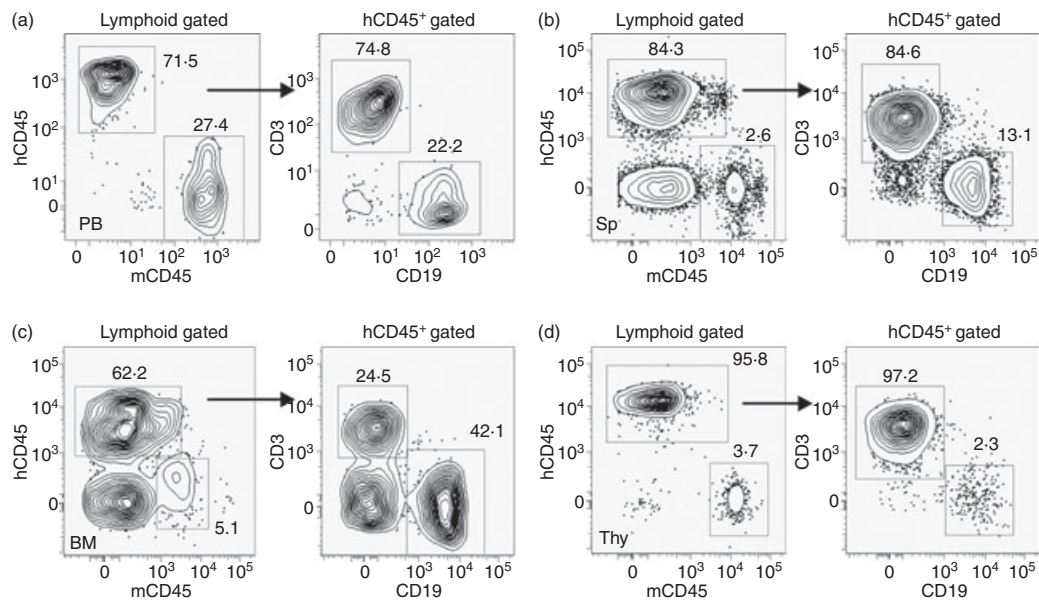 (a)
Lymphoid gated
hCD45+ gated
71·5
74·8
27·4
22·2
10³
10²
10¹
0
10³
10²
10¹
0
hCD45
CD3
PB
0 10¹ 10² 10³
0 10¹ 10² 10³
mCD45
CD19
(b)
Lymphoid gated
hCD45+ gated
84·3
84·6
2·6
13·1
10⁵
10⁴
10³
0
10⁵
10⁴
10³
0
hCD45
CD3
Sp
0 10³ 10⁴ 10⁵
0 10³ 10⁴ 10⁵
mCD45
CD19
(c)
Lymphoid gated
hCD45+ gated
62·2
24·5
42·1
5.1
10⁵
10⁴
10³
0
10⁵
10⁴
10³
0
hCD45
CD3
BM
0 10³ 10⁴ 10⁵
0 10³ 10⁴ 10⁵
mCD45
CD19
(d)
Lymphoid gated
hCD45+ gated
95·8
97·2
3·7
2·3
10⁵
10⁴
10³
0
10⁵
10⁴
10³
0
hCD45
CD3
Thy
0 10³ 10⁴ 10⁵
0 10³ 10⁴ 10⁵
mCD45
CD19